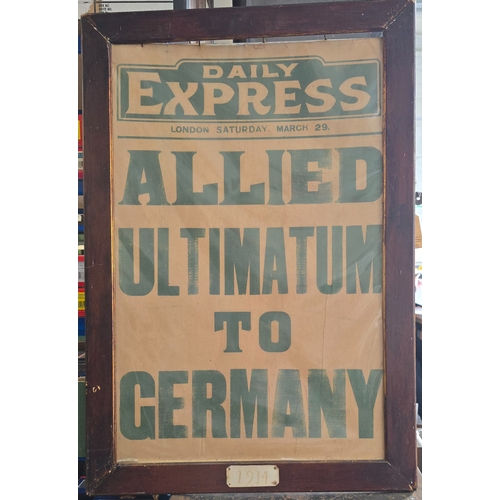 DAILY
EXPRESS
LONDON SATURDAY MARCH 29.
ALLIED
ULTIMATUM
TO
GERMANY
1914